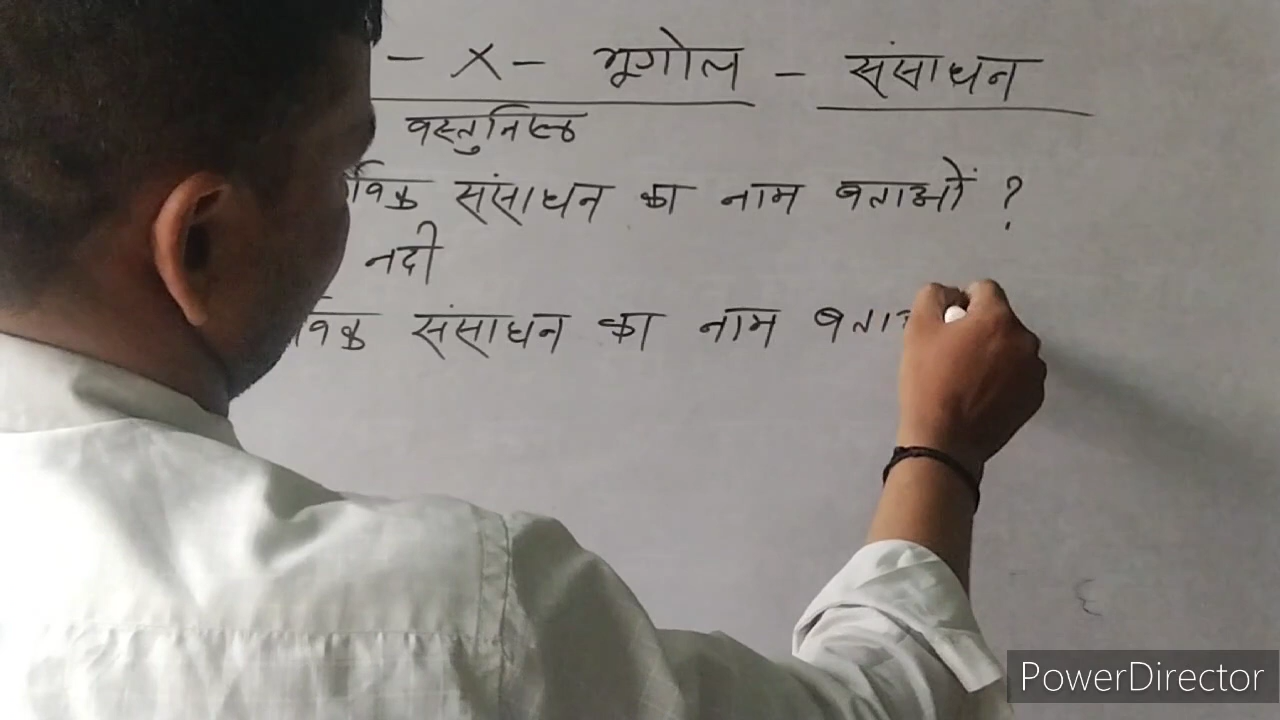 - X - भूगोल - संसाधन
वस्तुनिष्ठ
संसाधन का नाम बताओं ?
नदी
संसाधन का नाम
PowerDirector